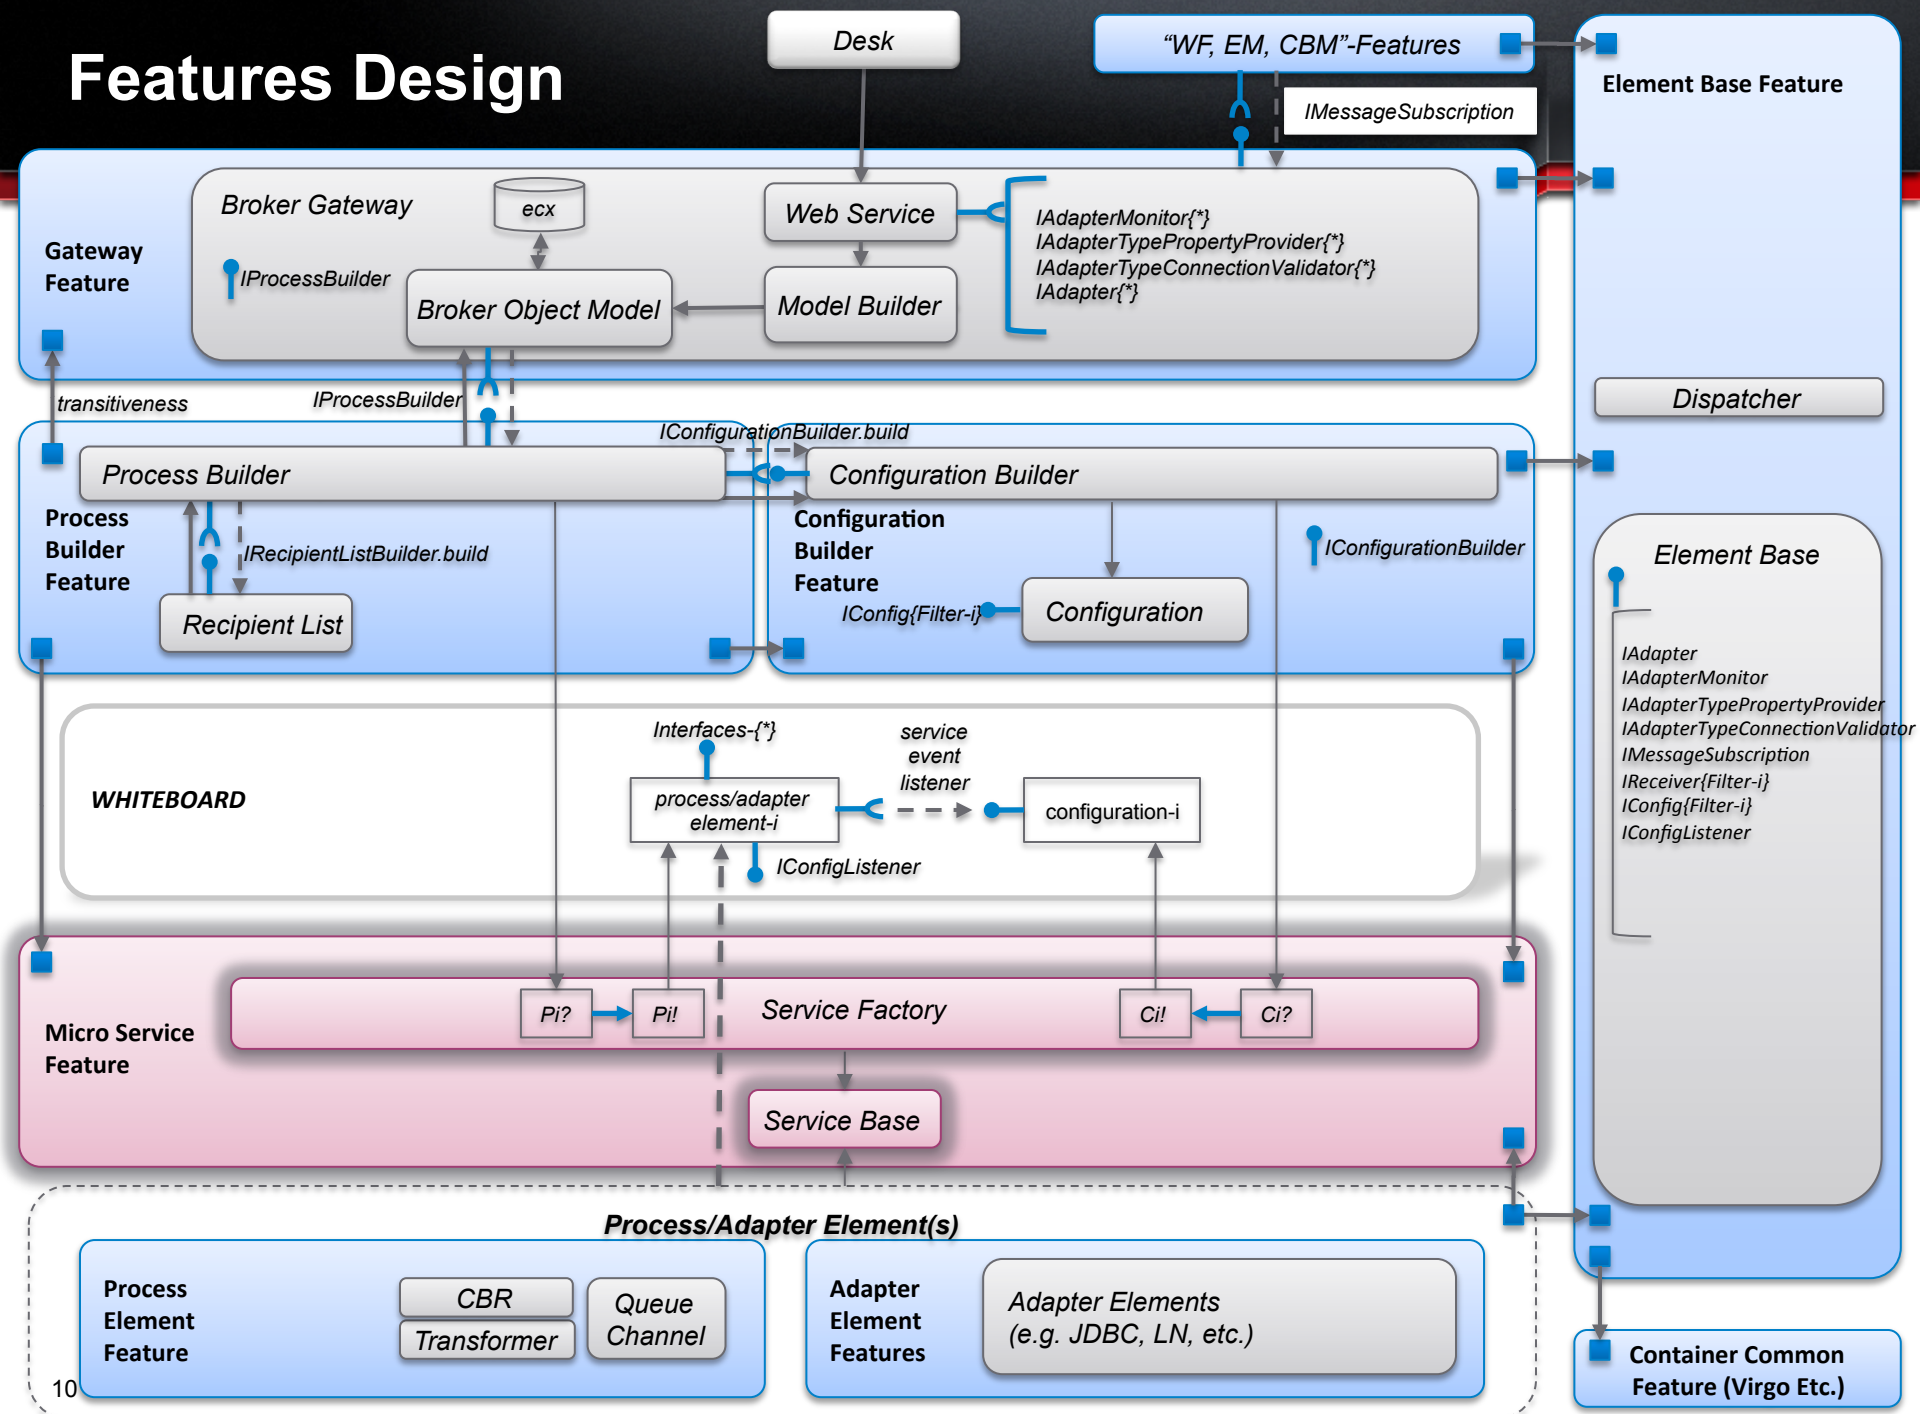 Features Design
Desk
“WF, EM, CBM”-Features
Element Base Feature
IMessageSubscription
Gateway
Feature
Broker Gateway
ecx
IProcessBuilder
Broker Object Model
Web Service
Model Builder
IAdapterMonitor{*}
IAdapterTypePropertyProvider{*}
IAdapterTypeConnectionValidator{*}
IAdapter{*}
transitiveness
IProcessBuilder
IConfigurationBuilder.build
Dispatcher
Process Builder
Configuration Builder
Process
Builder
Feature
IRecipientListBuilder.build
Recipient List
Configuration
Builder
Feature
IConfigurationBuilder
IConfig{Filter-i}
Configuration
Element Base
IAdapter
IAdapterMonitor
IAdapterTypePropertyProvider
IAdapterTypeConnectionValidator
IMessageSubscription
IReceiver{Filter-i}
IConfig{Filter-i}
IConfigListener
WHITEBOARD
Interfaces-{*}
process/adapter
element-i
service
event
listener
configuration-i
IConfigListener
Micro Service
Feature
Pi?
Pi!
Service Factory
Ci!
Ci?
Service Base
Process/Adapter Element(s)
Process
Element
Feature
CBR
Transformer
Queue
Channel
Adapter
Element
Features
Adapter Elements
(e.g. JDBC, LN, etc.)
Container Common
Feature (Virgo Etc.)
10